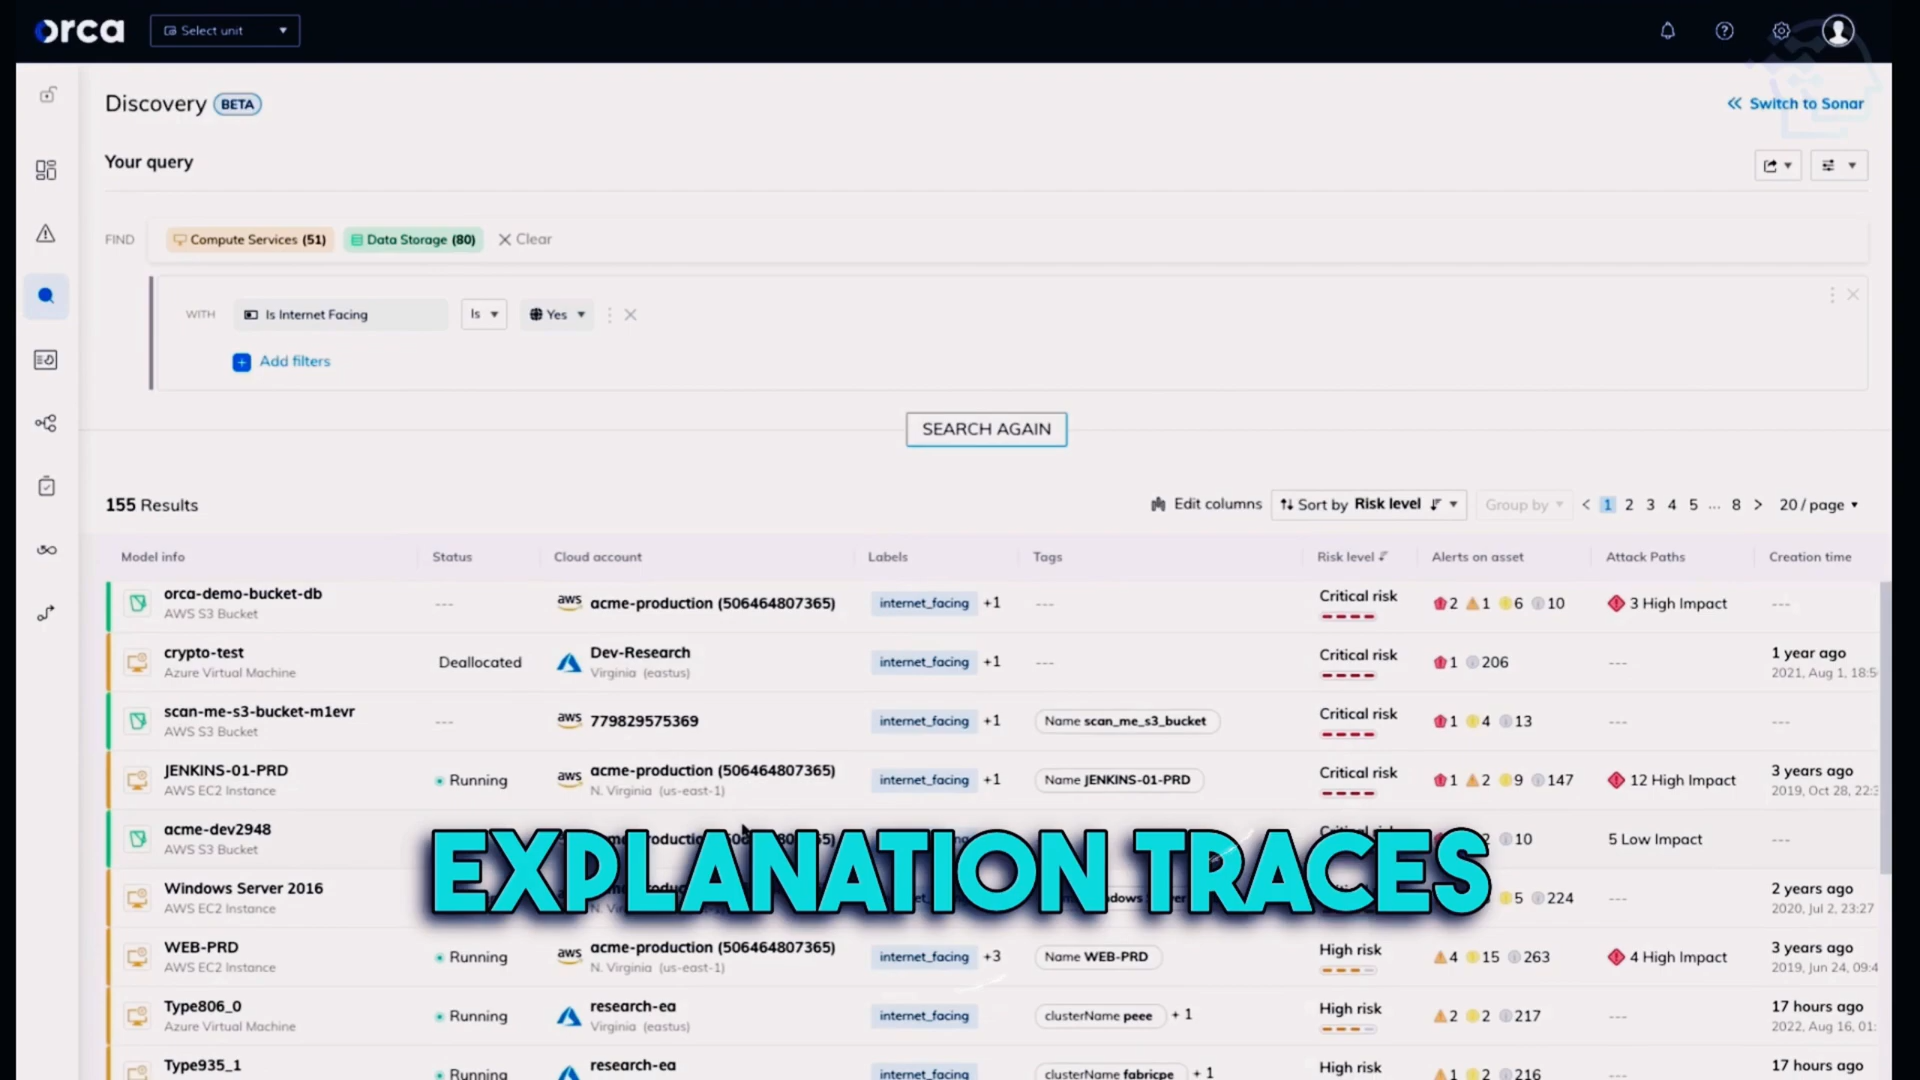 orca
Select unit
Discovery BETA
Switch to Sonar
Your query
FIND Compute Services (51) Data Storage (80) Clear
WITH Is Internet Facing Is Yes
Add filters
SEARCH AGAIN
155 Results
Edit columns Sort by Risk level Group by < 1 2 3 4 5 ... 8 > 20 / page
Model info Status Cloud account Labels Tags Risk level Alerts on asset Attack Paths Creation time
orca-demo-bucket-db
AWS S3 Bucket
--- aws acme-production (506464807365) internet_facing +1 --- Critical risk 2 1 6 10 3 High Impact ---
crypto-test
Azure Virtual Machine
Deallocated Dev-Research
Virginia (eastus)
internet_facing +1 --- Critical risk 1 206 --- 1 year ago
2021, Aug 1, 18:5
scan-me-s3-bucket-m1evr
AWS S3 Bucket
--- aws 779829575369 internet_facing +1 Name scan_me_s3_bucket Critical risk 1 4 13 --- ---
JENKINS-01-PRD
AWS EC2 Instance
Running aws acme-production (506464807365)
N. Virginia (us-east-1)
internet_facing +1 Name JENKINS-01-PRD Critical risk 1 2 9 147 12 High Impact 3 years ago
2019, Oct 28, 22:
acme-dev2948
AWS S3 Bucket
10 5 Low Impact ---
EXPLANATION TRACES
Windows Server 2016
AWS EC2 Instance
5 224 --- 2 years ago
2020, Jul 2, 23:27
WEB-PRD
AWS EC2 Instance
Running aws acme-production (506464807365)
N. Virginia (us-east-1)
internet_facing +3 Name WEB-PRD High risk 4 15 263 4 High Impact 3 years ago
2019, Jun 24, 09:4
Type806_0
Azure Virtual Machine
Running research-ea
Virginia (eastus)
internet_facing clusterName peee + 1 High risk 2 2 217 --- 17 hours ago
2022, Aug 16, 01:
Type935_1
Running research-ea internet_facing clusterName fabricpe + 1 High risk 1 2 216 17 hours ago